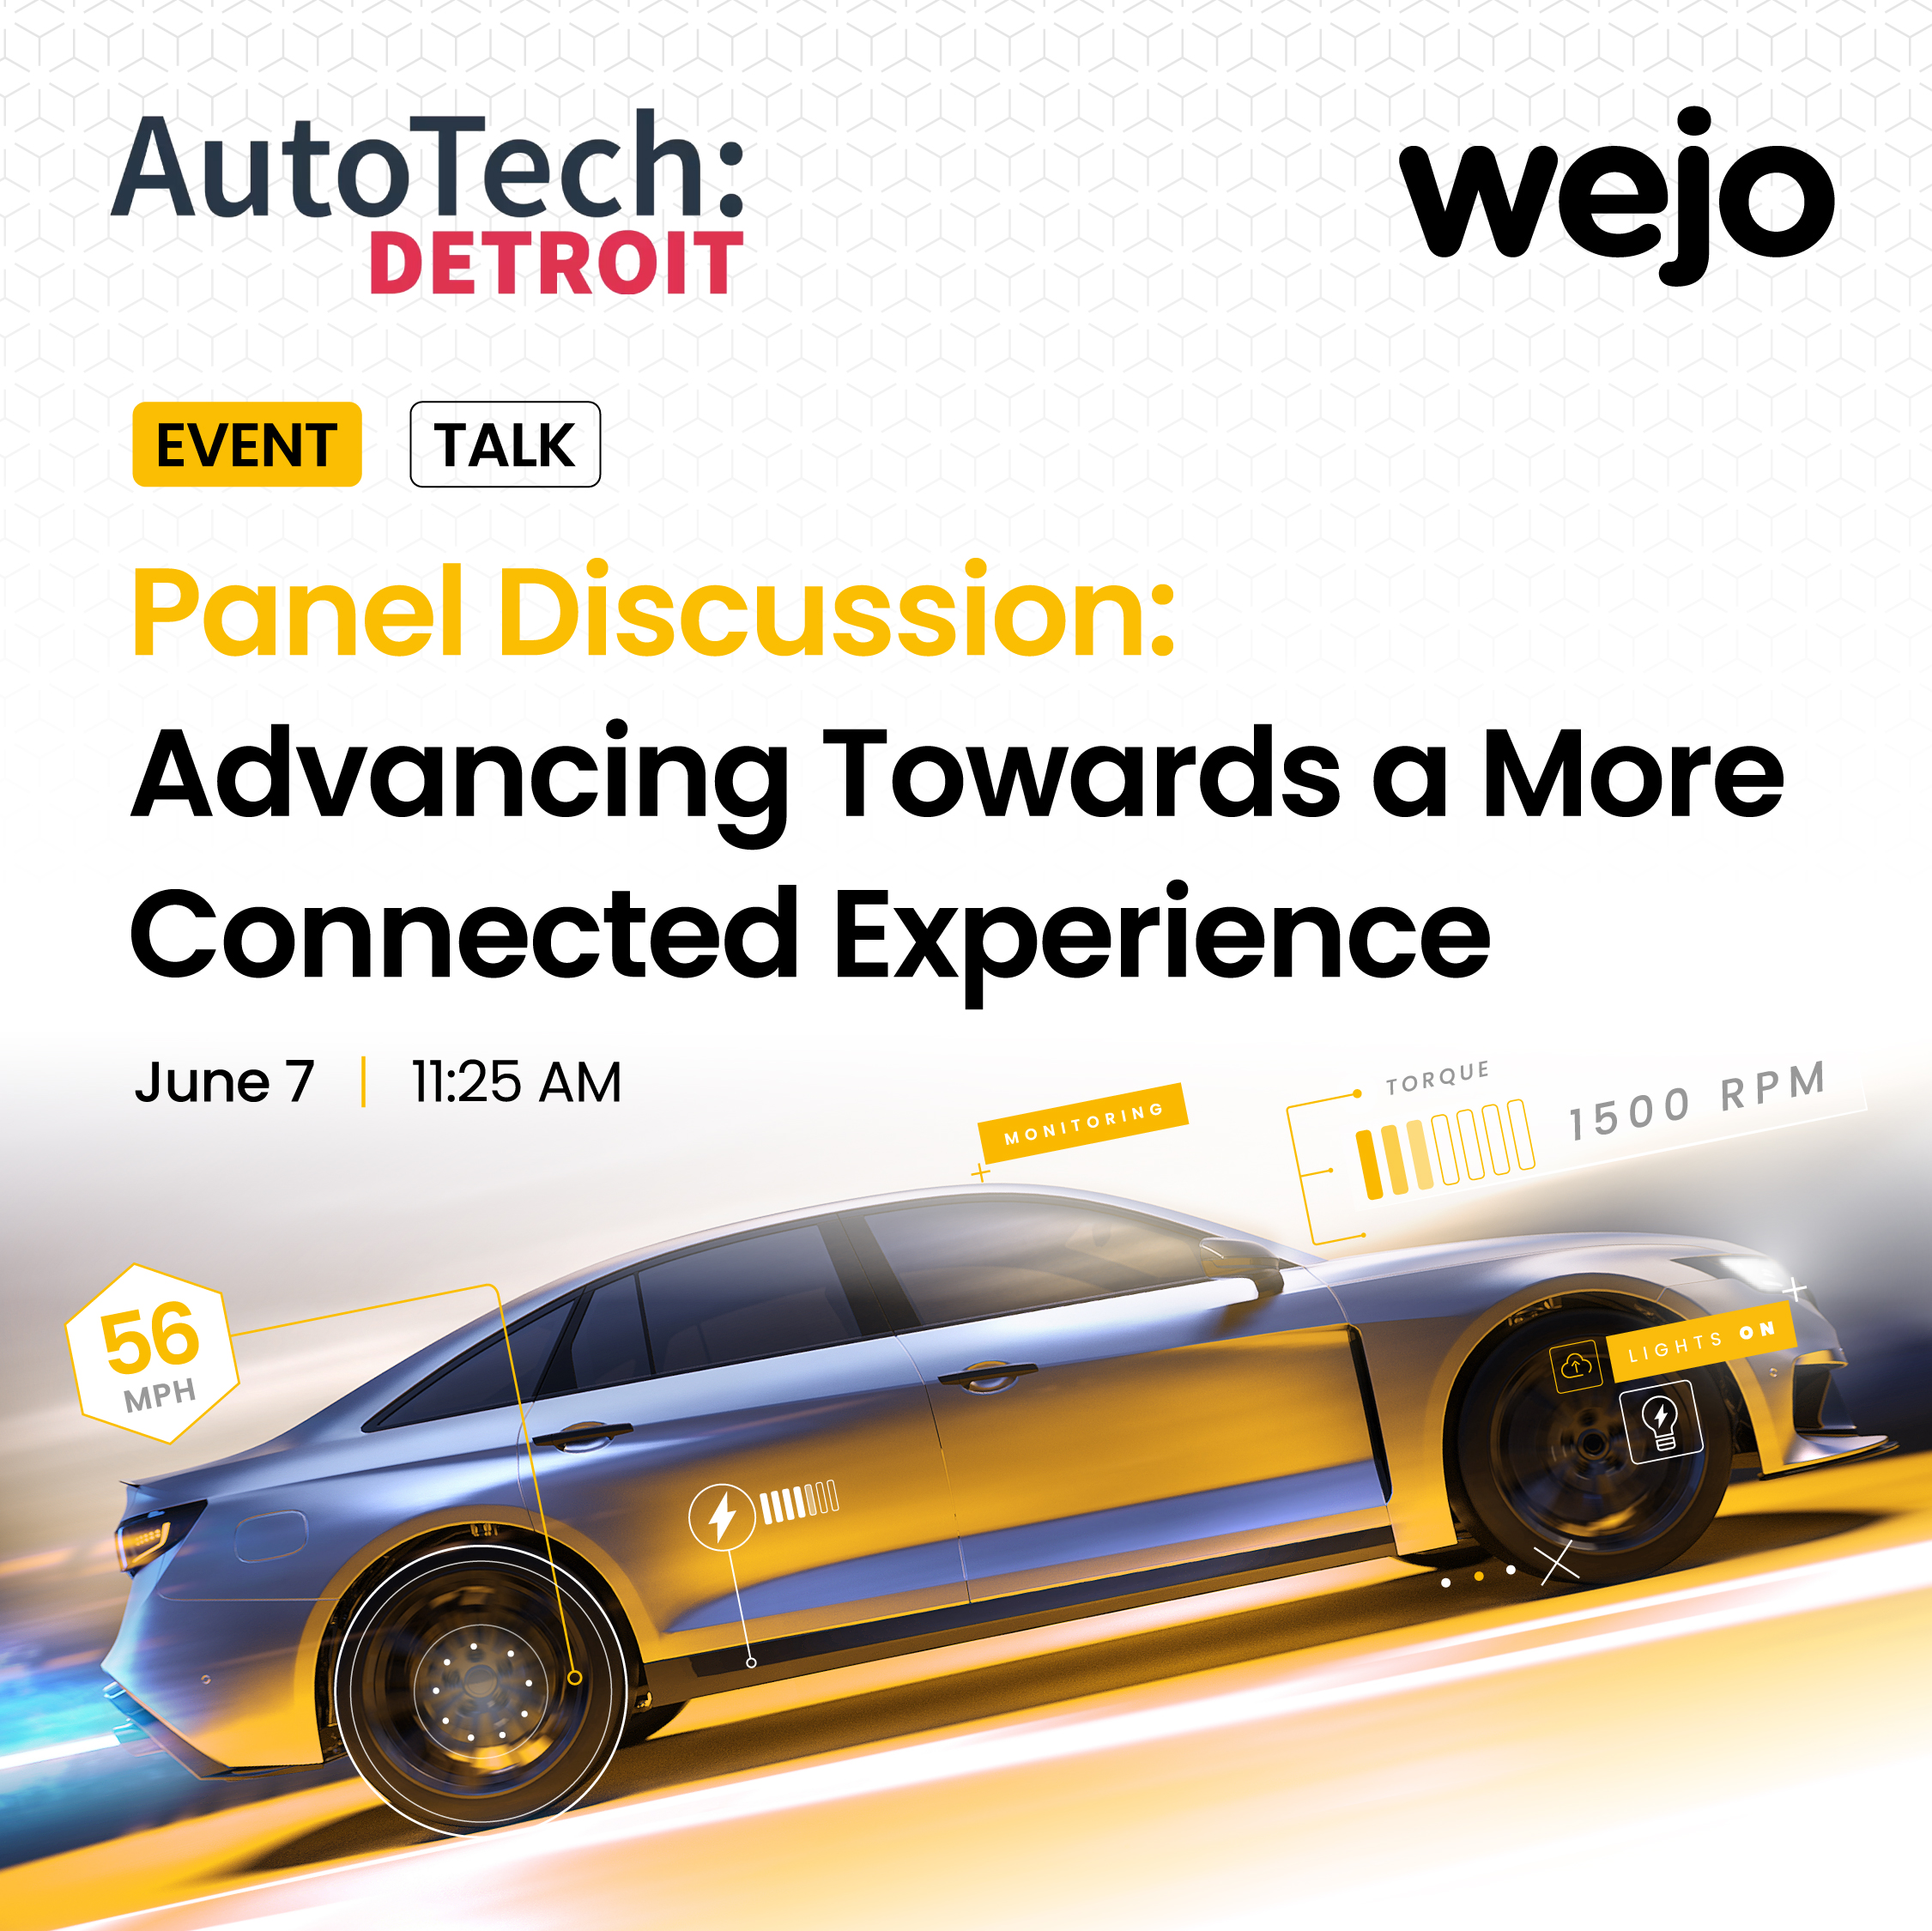 AutoTech:
DETROIT
wejo
EVENT
TALK
Panel Discussion:
Advancing Towards a More
Connected Experience
June 7 | 11:25 AM
MONITORING
TORQUE
1500 RPM
56
MPH
LIGHTS ON